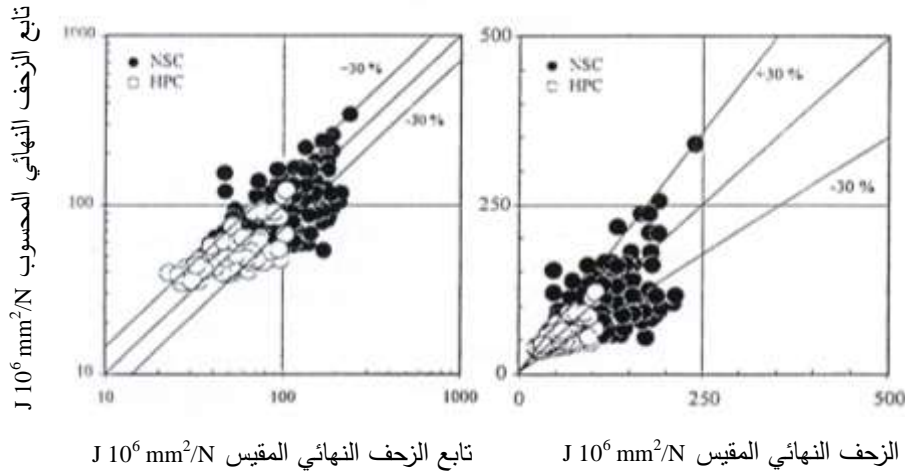 تابع الزحف النهائي المحسوب J 10⁶ mm²/N
1000
100
10
10
100
1000
NSC
HPC
+30 %
-30 %
تابع الزحف النهائي المقيس J 10⁶ mm²/N
500
250
0
0
250
500
NSC
HPC
+30 %
-30 %
الزحف النهائي المقيس J 10⁶ mm²/N